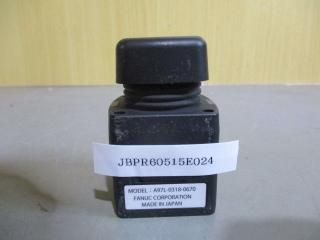 JBPR60515E024
MODEL : A97L-0318-0670
FANUC CORPORATION
MADE IN JAPAN